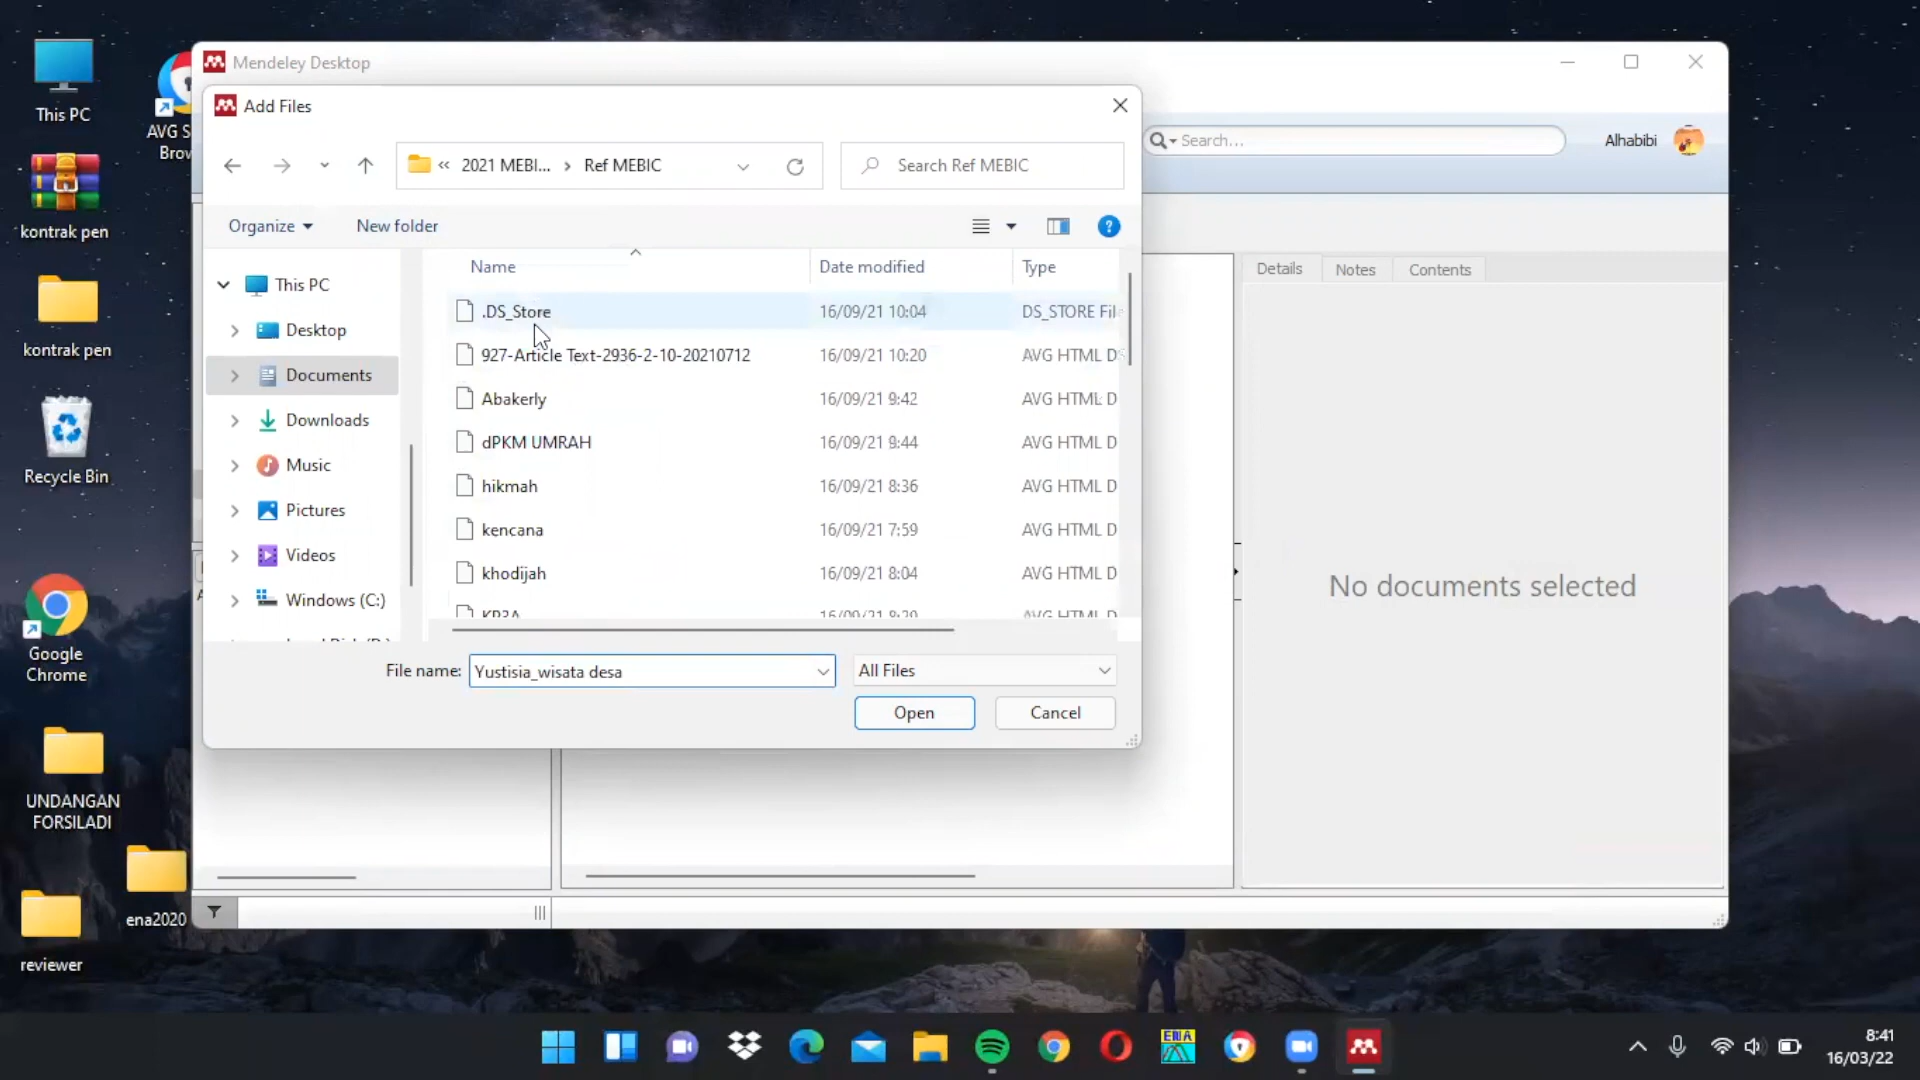 This PC
AVG S
Brov
kontrak pen
kontrak pen
Recycle Bin
Google
Chrome
UNDANGAN
FORSILADI
ena2020
reviewer
Mendeley Desktop
Search...
Alhabibi
Add Files
« 2021 MEBI... > Ref MEBIC
Search Ref MEBIC
Organize
New folder
This PC
Desktop
Documents
Downloads
Music
Pictures
Videos
Windows (C:)
Name Date modified Type
.DS_Store 16/09/21 10:04 DS_STORE Fil
927-Article Text-2936-2-10-20210712 16/09/21 10:20 AVG HTML D
Abakerly 16/09/21 9:42 AVG HTML D
dPKM UMRAH 16/09/21 9:44 AVG HTML D
hikmah 16/09/21 8:36 AVG HTML D
kencana 16/09/21 7:59 AVG HTML D
khodijah 16/09/21 8:04 AVG HTML D
File name: Yustisia_wisata desa
All Files
Open
Cancel
Details
Notes
Contents
No documents selected
ENA
8:41
16/03/22